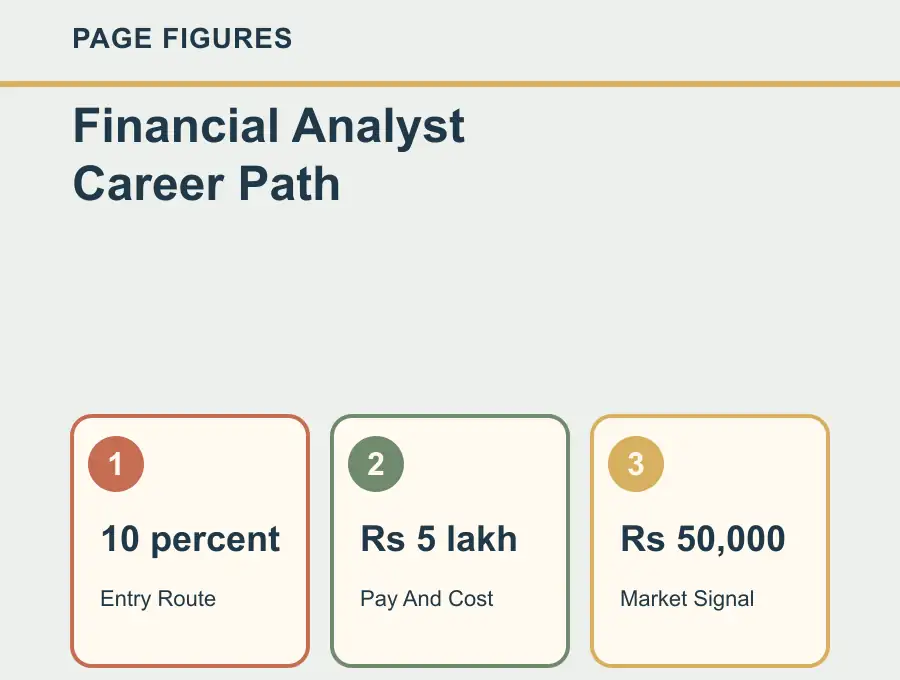 PAGE FIGURES
Financial Analyst
Career Path
1
10 percent
Entry Route
2
Rs 5 lakh
Pay And Cost
3
Rs 50,000
Market Signal